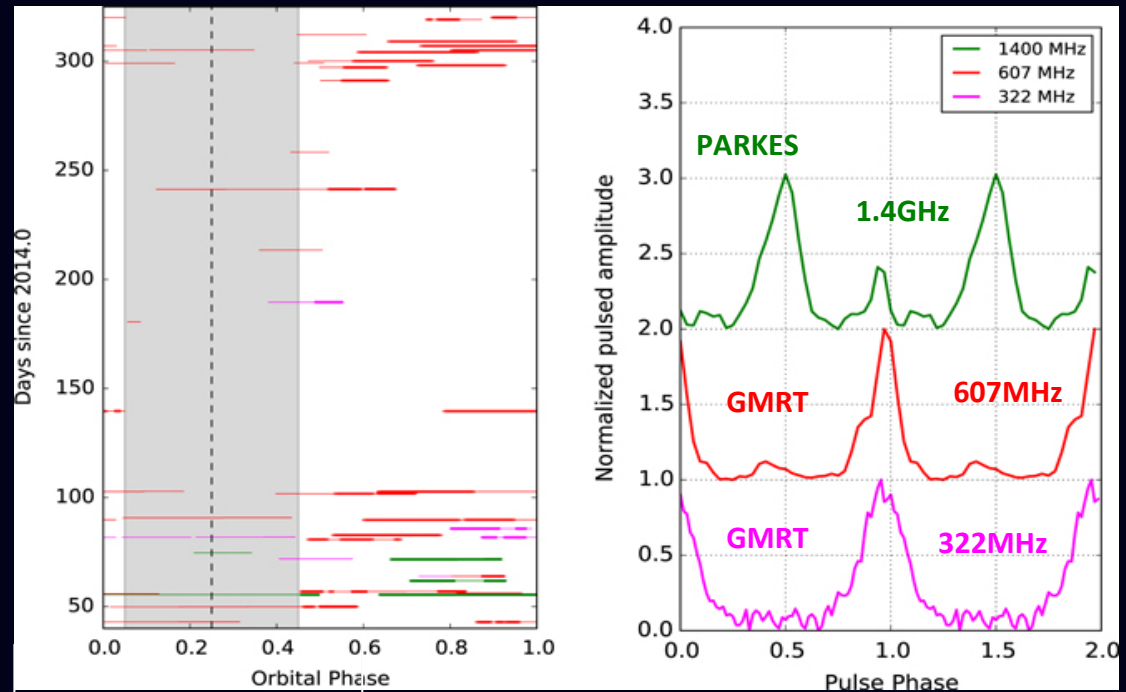 Days since 2014.0
300
250
200
150
100
50
0.0 0.2 0.4 0.6 0.8 1.0
Orbital Phase
Normalized pulsed amplitude
4.0
3.5
3.0
2.5
2.0
1.5
1.0
0.5
0.0
1400 MHz
607 MHz
322 MHz
PARKES
1.4GHz
GMRT 607MHz
GMRT 322MHz
0.0 0.5 1.0 1.5 2.0
Pulse Phase